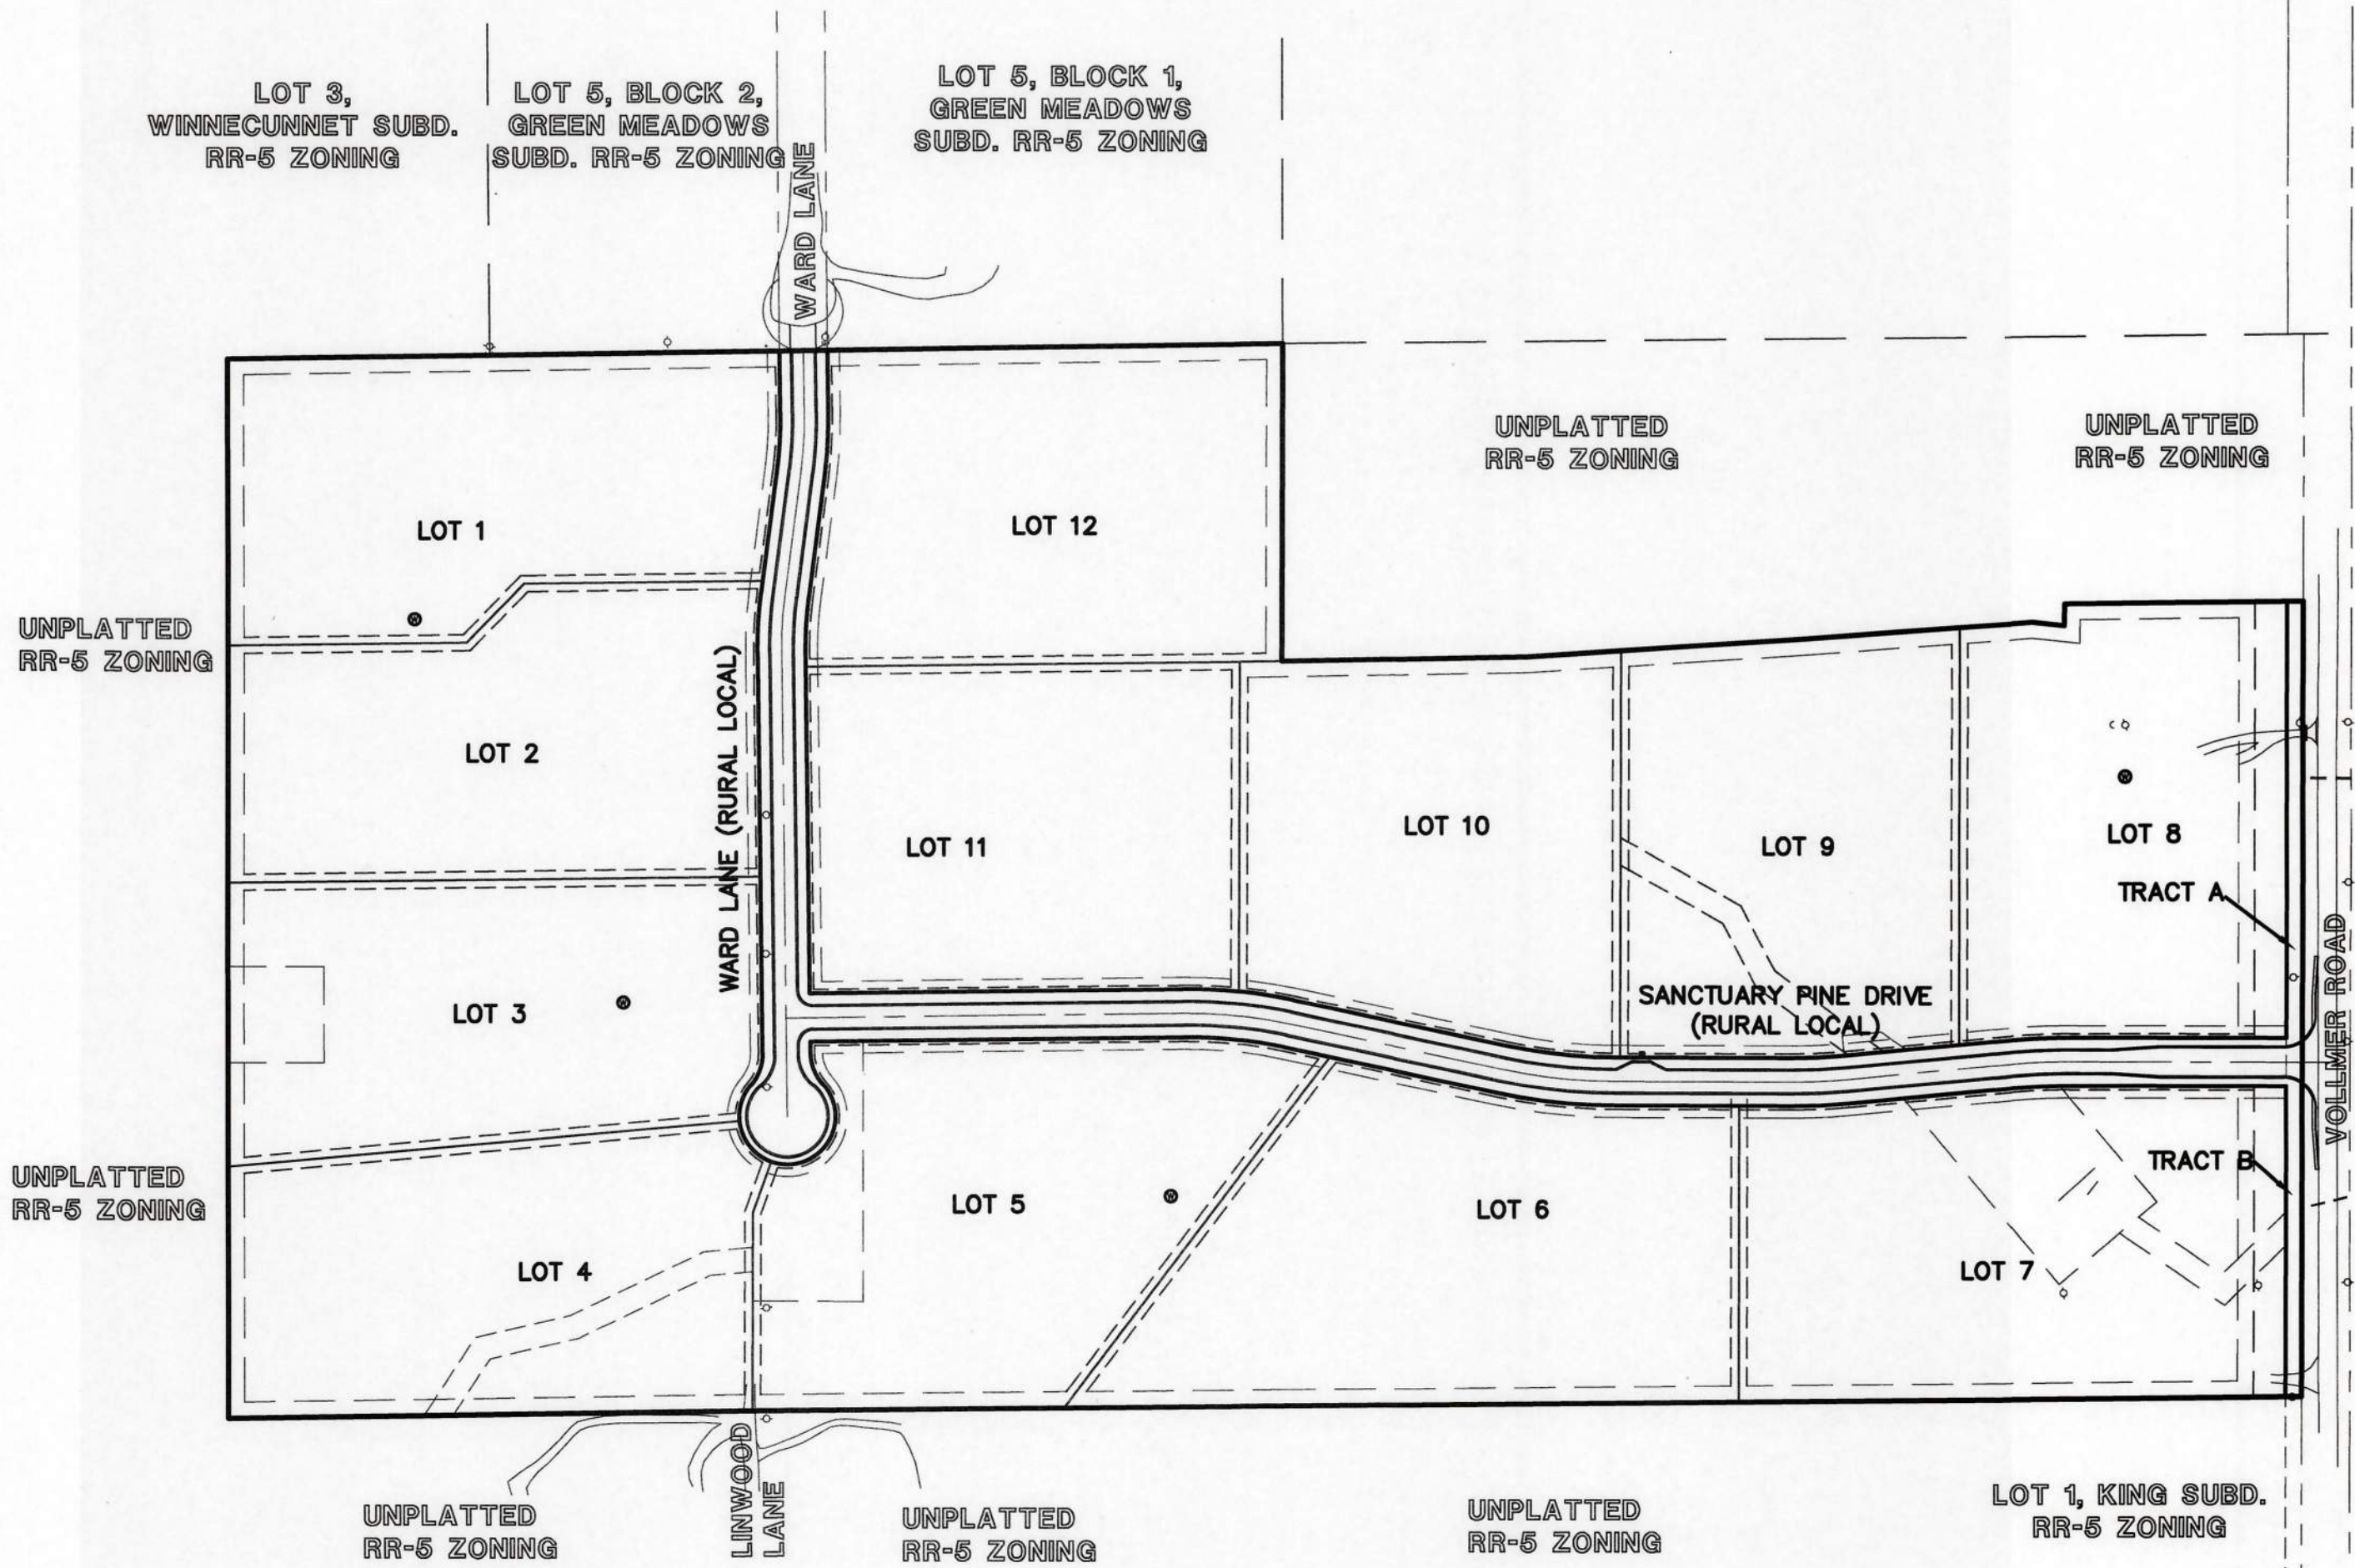 LOT 3,
WINNECUNNET SUBD.
RR-5 ZONING
LOT 5, BLOCK 2,
GREEN MEADOWS
SUBD. RR-5 ZONING
WARD LANE
LOT 5, BLOCK 1,
GREEN MEADOWS
SUBD. RR-5 ZONING
UNPLATTED
RR-5 ZONING
UNPLATTED
RR-5 ZONING
LOT 1
LOT 12
UNPLATTED
RR-5 ZONING
LOT 2
WARD LANE (RURAL LOCAL)
LOT 11
LOT 10
LOT 9
LOT 8
TRACT A
VOLLMER ROAD
LOT 3
SANCTUARY PINE DRIVE
(RURAL LOCAL)
UNPLATTED
RR-5 ZONING
TRACT B
LOT 4
LOT 5
LOT 6
LOT 7
UNPLATTED
RR-5 ZONING
LINWOOD
LANE
UNPLATTED
RR-5 ZONING
UNPLATTED
RR-5 ZONING
LOT 1, KING SUBD.
RR-5 ZONING